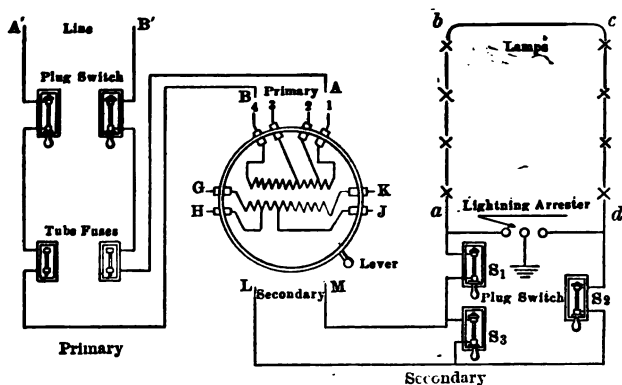 A' Line B'
b c
Lamps
Plug Switch
A
B Primary
4 3 2 1
G K
H J
a d
Lightning Arrester
Tube Fuses
Lever
S₁
L Secondary M
Plug Switch S₂
S₃
Primary
Secondary